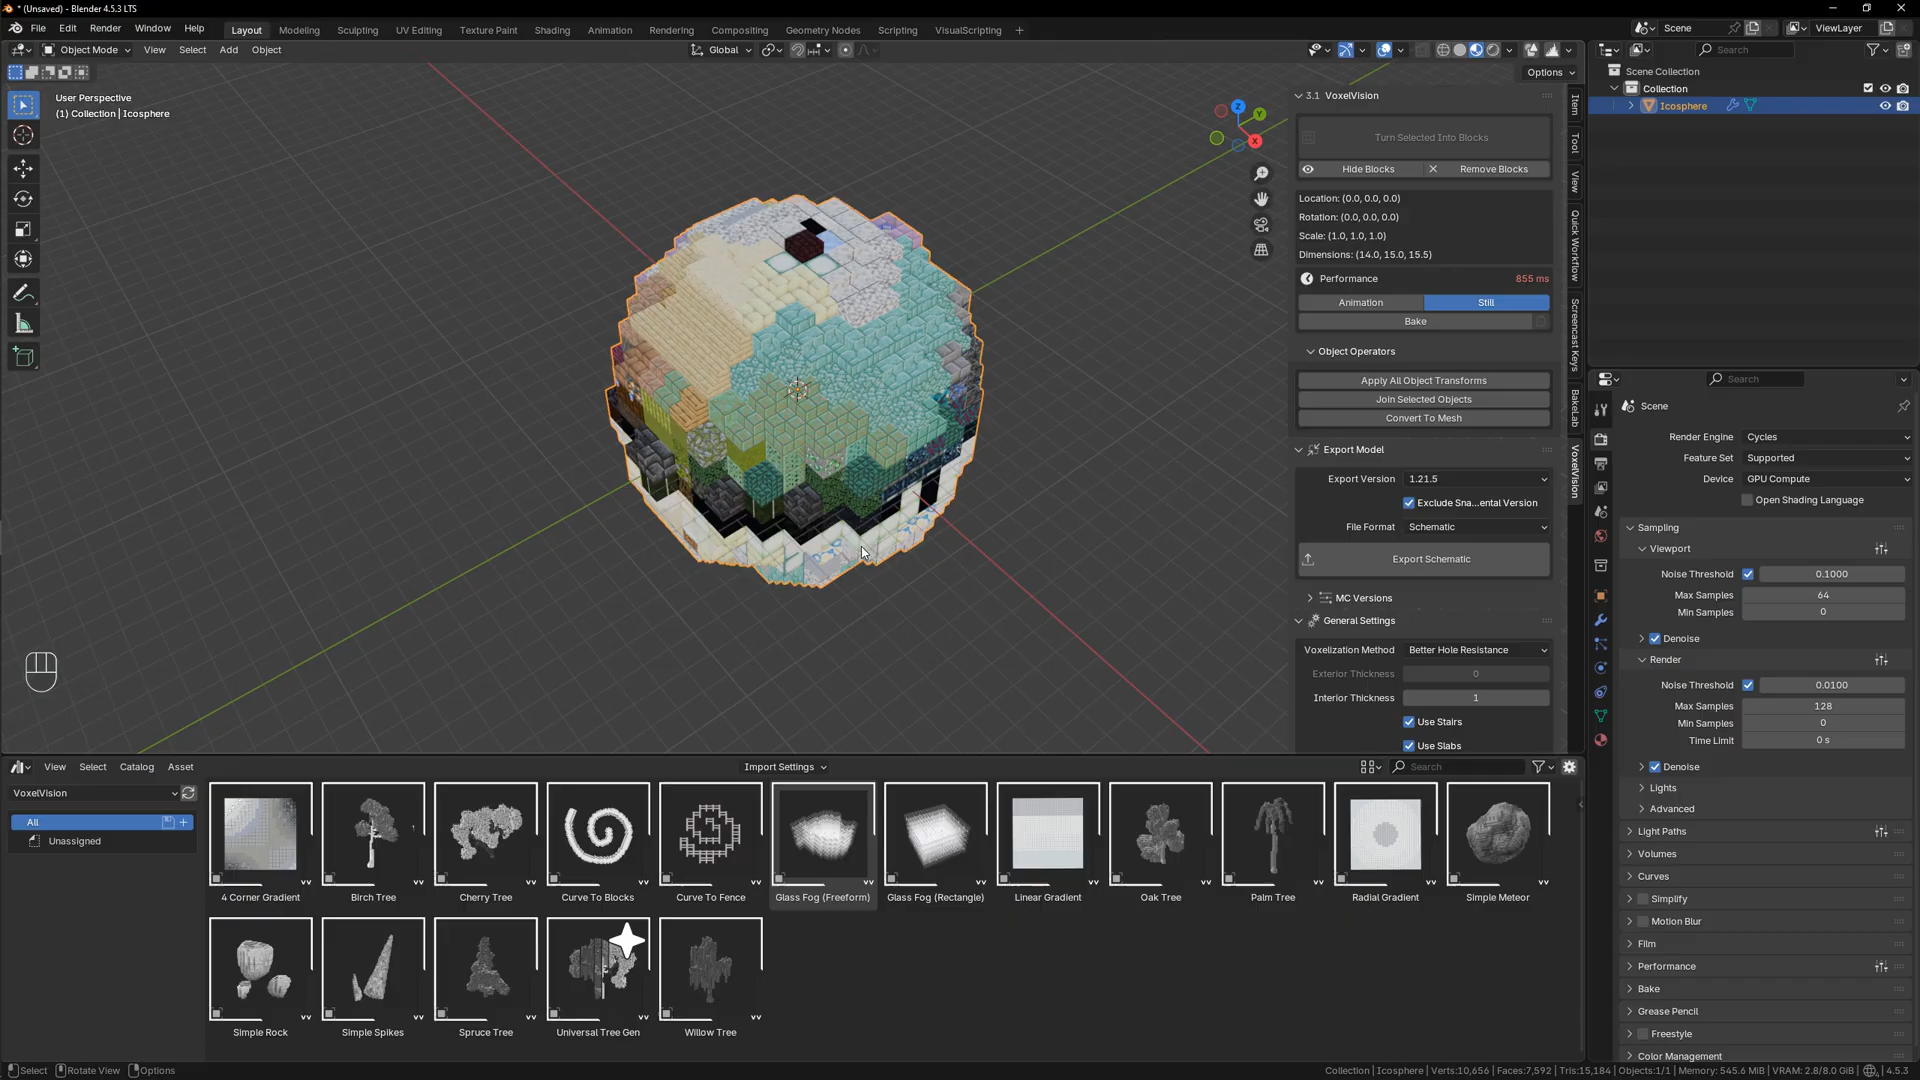 * (Unsaved) - Blender 4.5.3 LTS
File Edit Render Window Help Layout Modeling Sculpting UV Editing Texture Paint Shading Animation Rendering Compositing Geometry Nodes Scripting VisualScripting + Scene ViewLayer
Object Mode View Select Add Object Global Search
Options
User Perspective
(1) Collection | Icosphere
Z
Y
X
3.1 VoxelVision
Turn Selected Into Blocks
Hide Blocks Remove Blocks
Location: (0.0, 0.0, 0.0)
Rotation: (0.0, 0.0, 0.0)
Scale: (1.0, 1.0, 1.0)
Dimensions: (14.0, 15.0, 15.5)
Performance 855 ms
Animation Still
Bake
Object Operators
Apply All Object Transforms
Join Selected Objects
Convert To Mesh
Export Model
Export Version 1.21.5
Exclude Sna...ental Version
File Format Schematic
Export Schematic
MC Versions
General Settings
Voxelization Method Better Hole Resistance
Exterior Thickness 0
Interior Thickness 1
Use Stairs
Use Slabs
Item
Tool
View
Quick Workflow
Screencast Keys
BakeLab
VoxelVision
Scene Collection
Collection
Icosphere
Search
Scene
Render Engine Cycles
Feature Set Supported
Device GPU Compute
Open Shading Language
Sampling
Viewport
Noise Threshold 0.1000
Max Samples 64
Min Samples 0
Denoise
Render
Noise Threshold 0.0100
Max Samples 128
Min Samples 0
Time Limit 0 s
Denoise
Lights
Advanced
Light Paths
Volumes
Curves
Simplify
Motion Blur
Film
Performance
Bake
Grease Pencil
Freestyle
Color Management
View Select Catalog Asset Import Settings Search
VoxelVision
All
Unassigned
4 Corner Gradient Birch Tree Cherry Tree Curve To Blocks Curve To Fence Glass Fog (Freeform) Glass Fog (Rectangle) Linear Gradient Oak Tree Palm Tree Radial Gradient Simple Meteor
Simple Rock Simple Spikes Spruce Tree Universal Tree Gen Willow Tree
Select Rotate View Options Collection | Icosphere | Verts:10,656 | Faces:7,592 | Tris:15,184 | Objects:1/1 | Memory: 545.6 MiB | VRAM: 2.8/8.0 GiB | 4.5.3